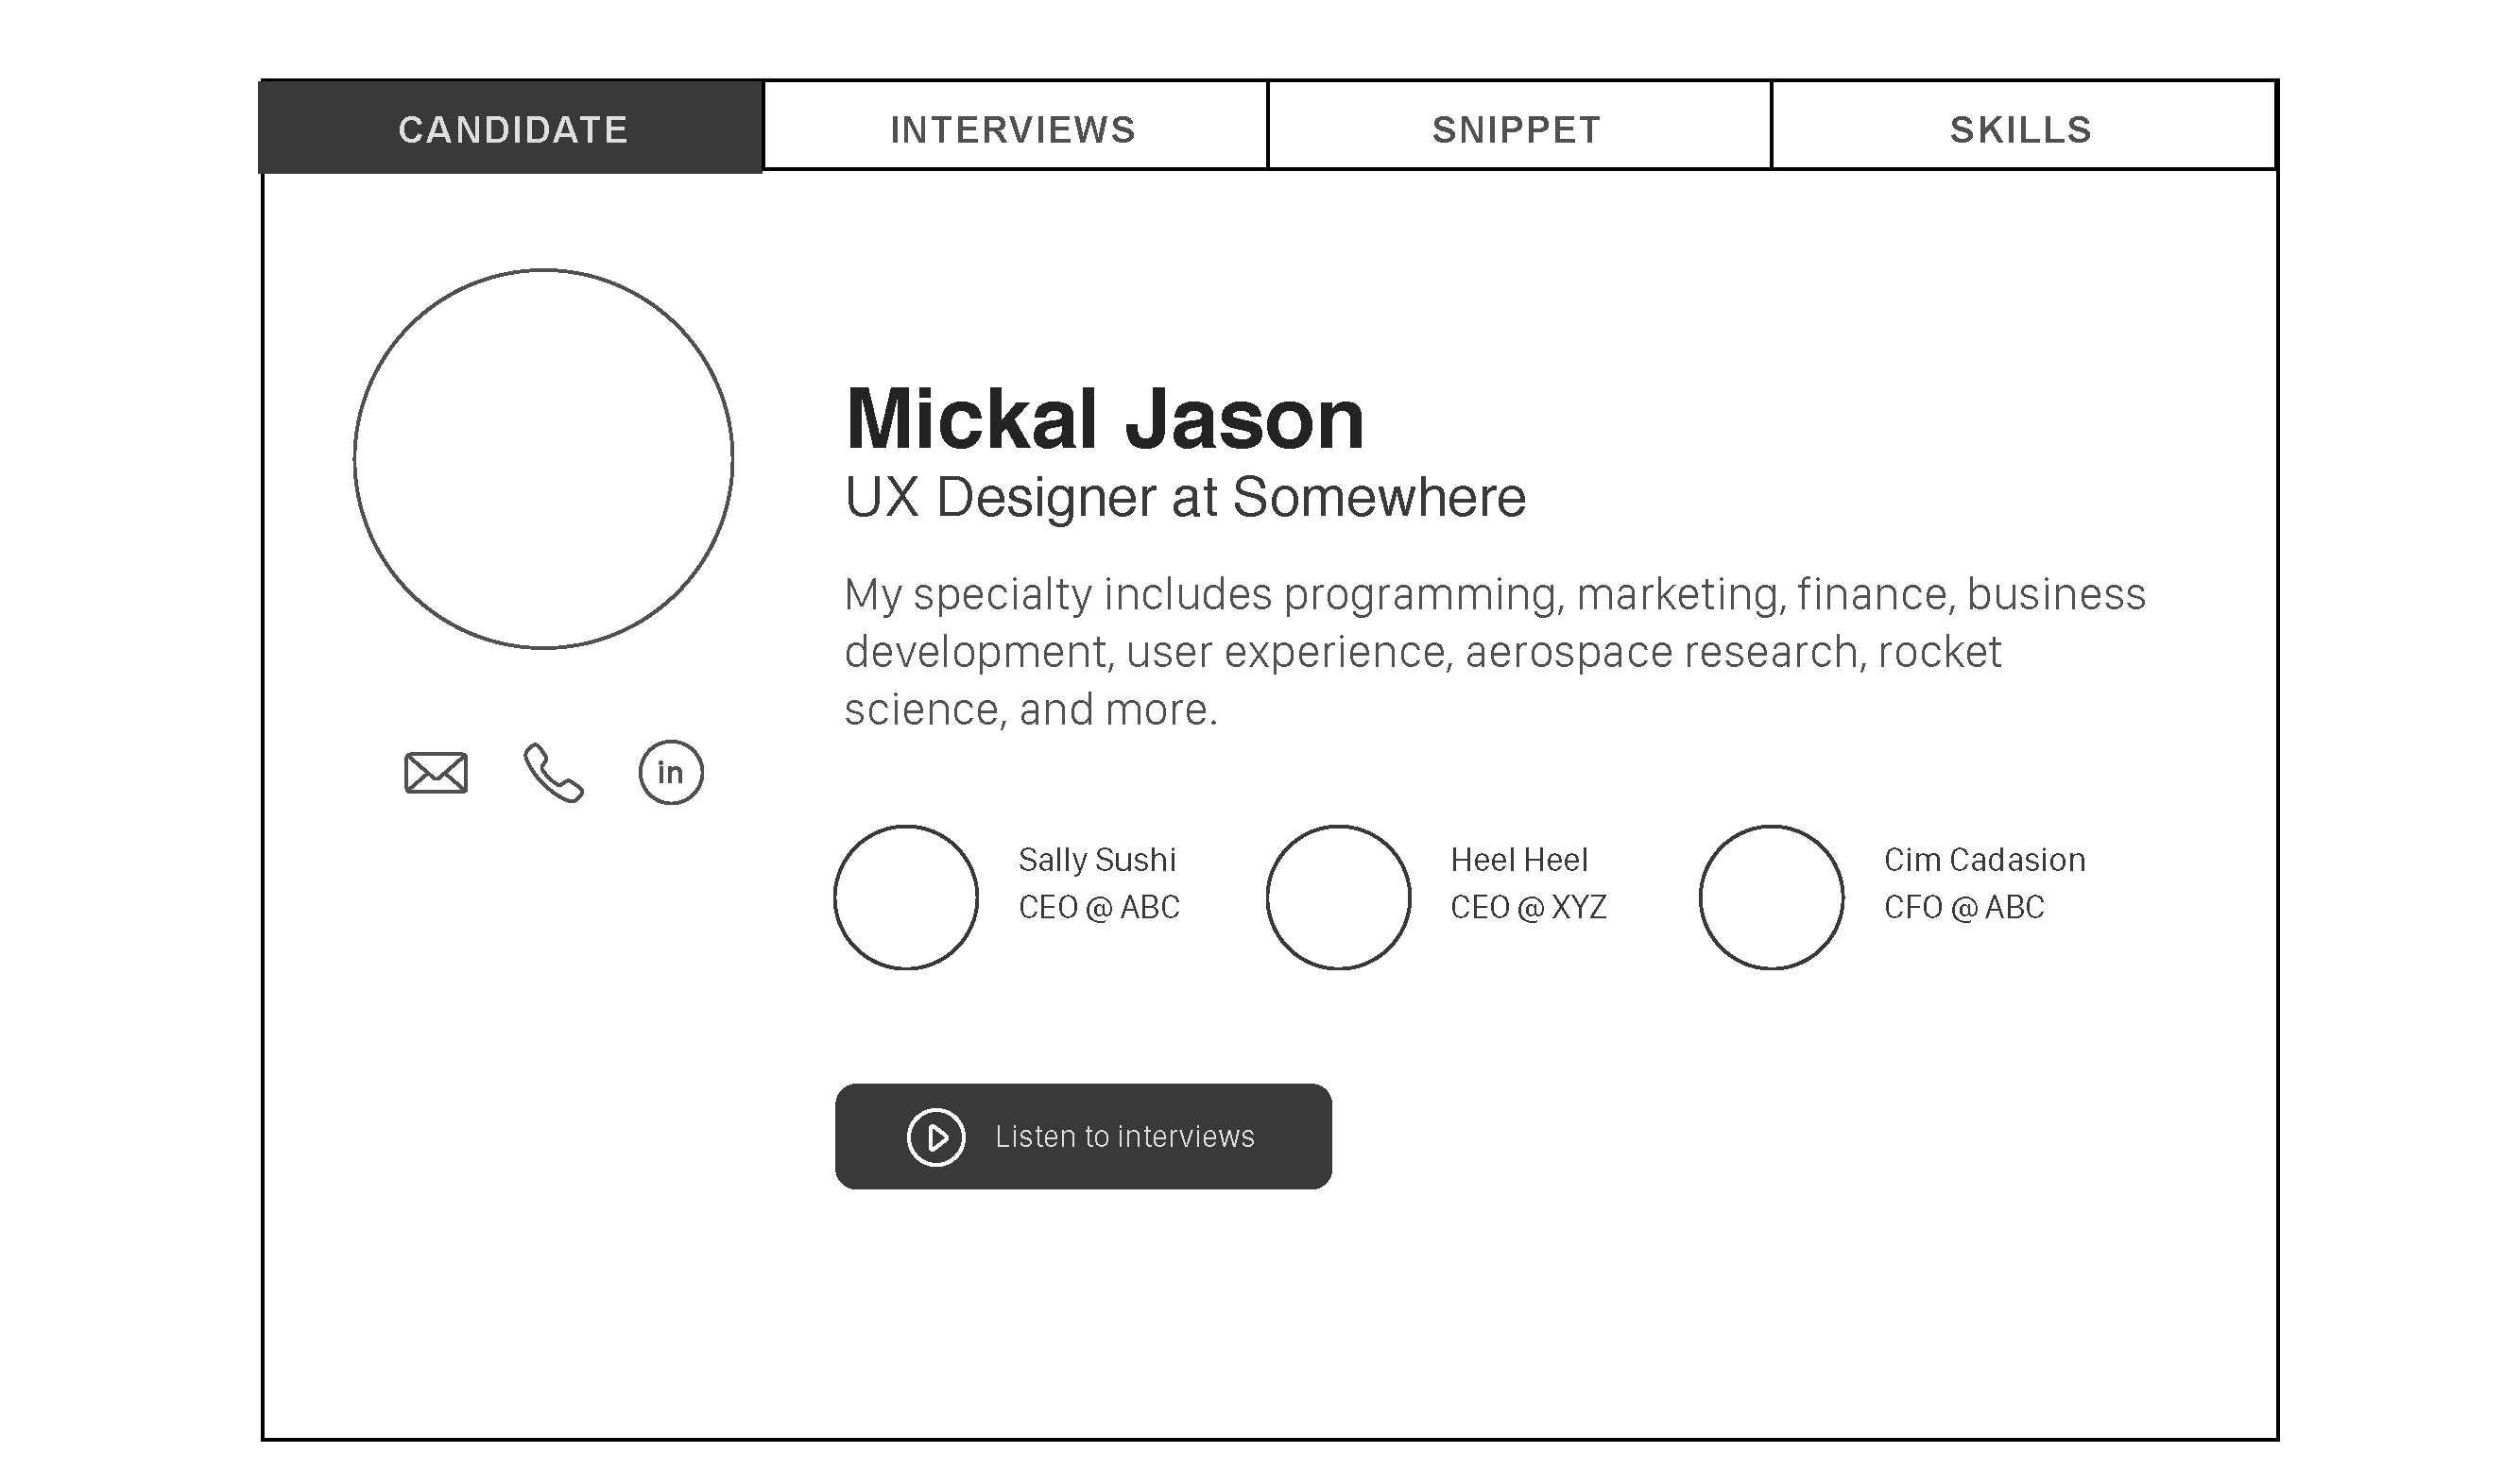 CANDIDATE
INTERVIEWS
SNIPPET
SKILLS
Mickal Jason
UX Designer at Somewhere
My specialty includes programming, marketing, finance, business
development, user experience, aerospace research, rocket
science, and more.
in
Sally Sushi
CEO @ ABC
Heel Heel
CEO @ XYZ
Cim Cadasion
CFO @ ABC
Listen to interviews